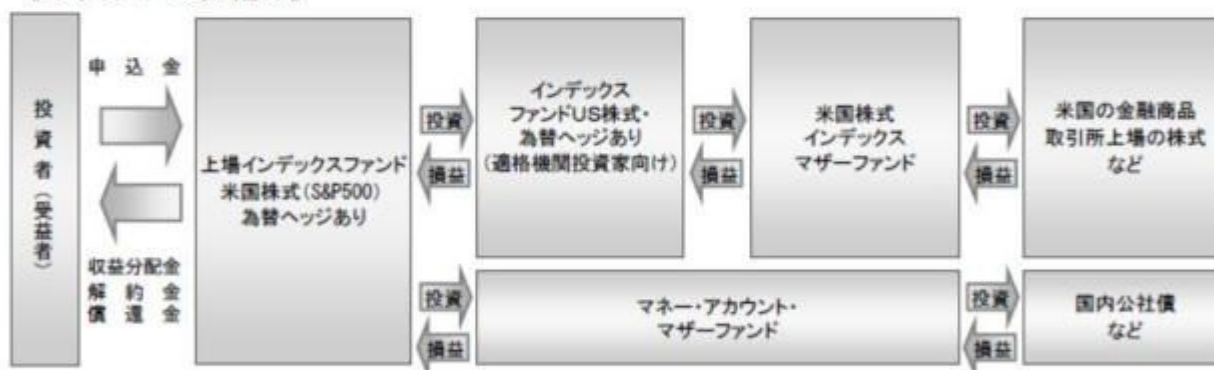 投資者(受益者)
申込金
収益分配金
解約金
償還金
上場インデックスファンド
米国株式(S&P500)
為替ヘッジあり
投資
損益
インデックス
ファンドUS株式・
為替ヘッジあり
(適格機関投資家向け)
投資
損益
米国株式
インデックス
マザーファンド
投資
損益
米国の金融商品
取引所上場の株式
など
投資
損益
マネー・アカウント・
マザーファンド
投資
損益
国内公社債
など